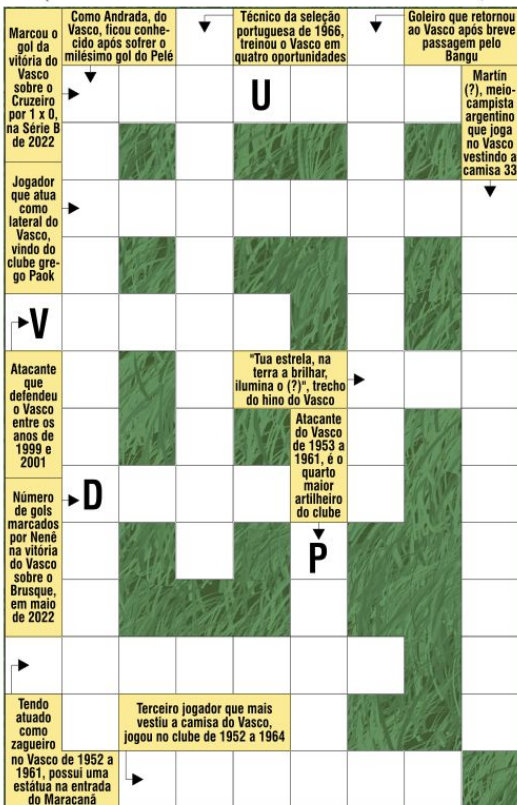 Marcou o
gol da
vitória do
Vasco
sobre o
Cruzeiro
por 1 x 0,
na Série B
de 2022
Como Andrada, do
Vasco, ficou conhe-
cido após sofrer o
milésimo gol do Pelé
Técnico da seleção
portuguesa de 1966,
treinou o Vasco em
quatro oportunidades
Goleiro que retornou
ao Vasco após breve
passagem pelo
Bangu
U
Martín
(?), meio-
campista
argentino
que joga
no Vasco
vestindo a
camisa 33
Jogador
que atua
como
lateral do
Vasco,
vindo do
clube gre-
go Paok
V
Atacante
que
defendeu
o Vasco
entre os
anos de
1999 e
2001
"Tua estrela, na
terra a brilhar,
ilumina o (?)", trecho
do hino do Vasco
Atacante
do Vasco
de 1953 a
1961, é o
quarto
maior
artilheiro
do clube
D
Número
de gols
marcados
por Nenê
na vitória
do Vasco
sobre o
Brusque,
em maio
de 2022
P
Tendo
atuado
como
zagueiro
no Vasco de 1952 a
1961, possui uma
estátua na entrada
do Maracanã
Terceiro jogador que mais
vestiu a camisa do Vasco,
jogou no clube de 1952 a 1964